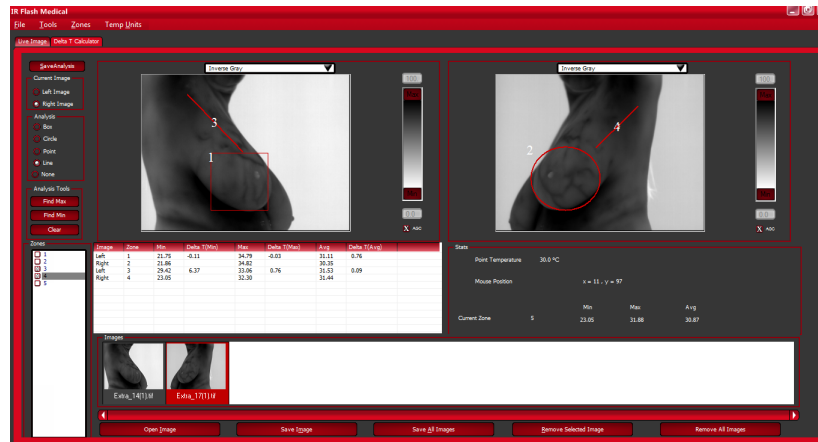 IR Flash Medical
File Tools Zones Temp Units
Live Image Delta T Calculator
SaveAnalysis
Current Image
Left Image
Right Image
Analysis
Box
Circle
Point
Line
None
Analysis Tools
Find Max
Find Min
Clear
Zones
1
2
3
4
5
Inverse Gray
3
1
100
0.0
X AGC
Inverse Gray
4
2
100
0.0
X AGC
Image Zone Min Delta T(Min) Max Delta T(Max) Avg Delta T(Avg)
Left 1 21.75 -0.11 34.79 -0.03 31.11 0.76
Right 2 21.86 34.82 30.35
Left 3 29.42 6.37 33.06 0.76 31.53 0.09
Right 4 23.05 32.30 31.44
Stats
Point Temperature 30.0 ºC
Mouse Position x = 11 , y = 97
Min Max Avg
Current Zone 5 23.05 31.88 30.87
Images
Extra_14(1).tif Extra_17(1).tif
Open Image Save Image Save All Images Remove Selected Image Remove All Images